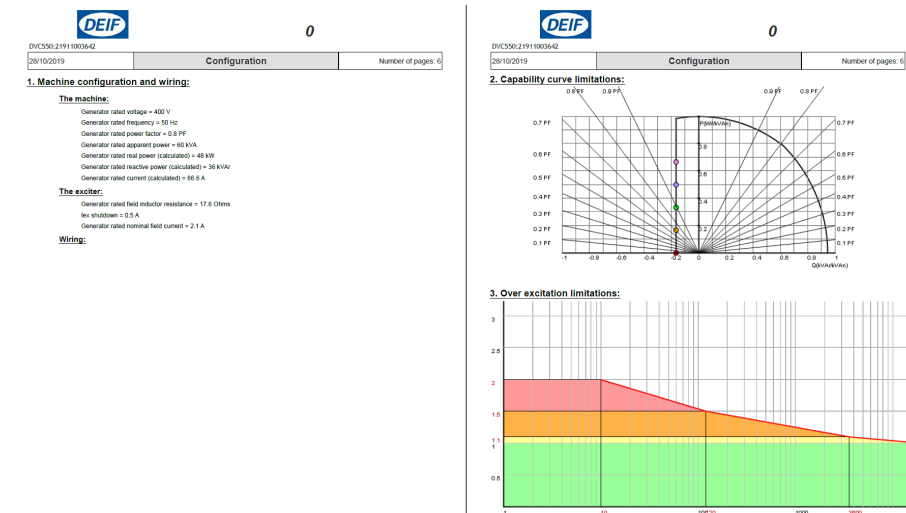 DEIF
0
DVC550:21911003642
28/10/2019 Configuration Number of pages: 6
1. Machine configuration and wiring:
The machine:
Generator rated voltage = 400 V
Generator rated frequency = 50 Hz
Generator rated power factor = 0.8 PF
Generator rated apparent power = 60 kVA
Generator rated real power (calculated) = 48 kW
Generator rated reactive power (calculated) = 36 kVAr
Generator rated current (calculated) = 86.6 A
The exciter:
Generator rated field inductor resistance = 17.6 Ohms
Iex shutdown = 0.5 A
Generator rated nominal field current = 2.1 A
Wiring:
DEIF
0
DVC550:21911003642
28/10/2019 Configuration Number of pages: 6
2. Capability curve limitations:
0.8 PF 0.9 PF 0.9 PF 0.8 PF
0.7 PF 0.7 PF
0.8
0.6 PF 0.6 PF
0.6
0.5 PF 0.5 PF
0.4 PF 0.4 0.4 PF
0.3 PF 0.3 PF
0.2 PF 0.2 0.2 PF
0.1 PF 0.1 PF
-1 -0.8 -0.6 -0.4 -0.2 0 0.2 0.4 0.6 0.8 1
3. Over excitation limitations:
3
2.5
2
1.5
1.1
1
0.5
1 10 1000 3600